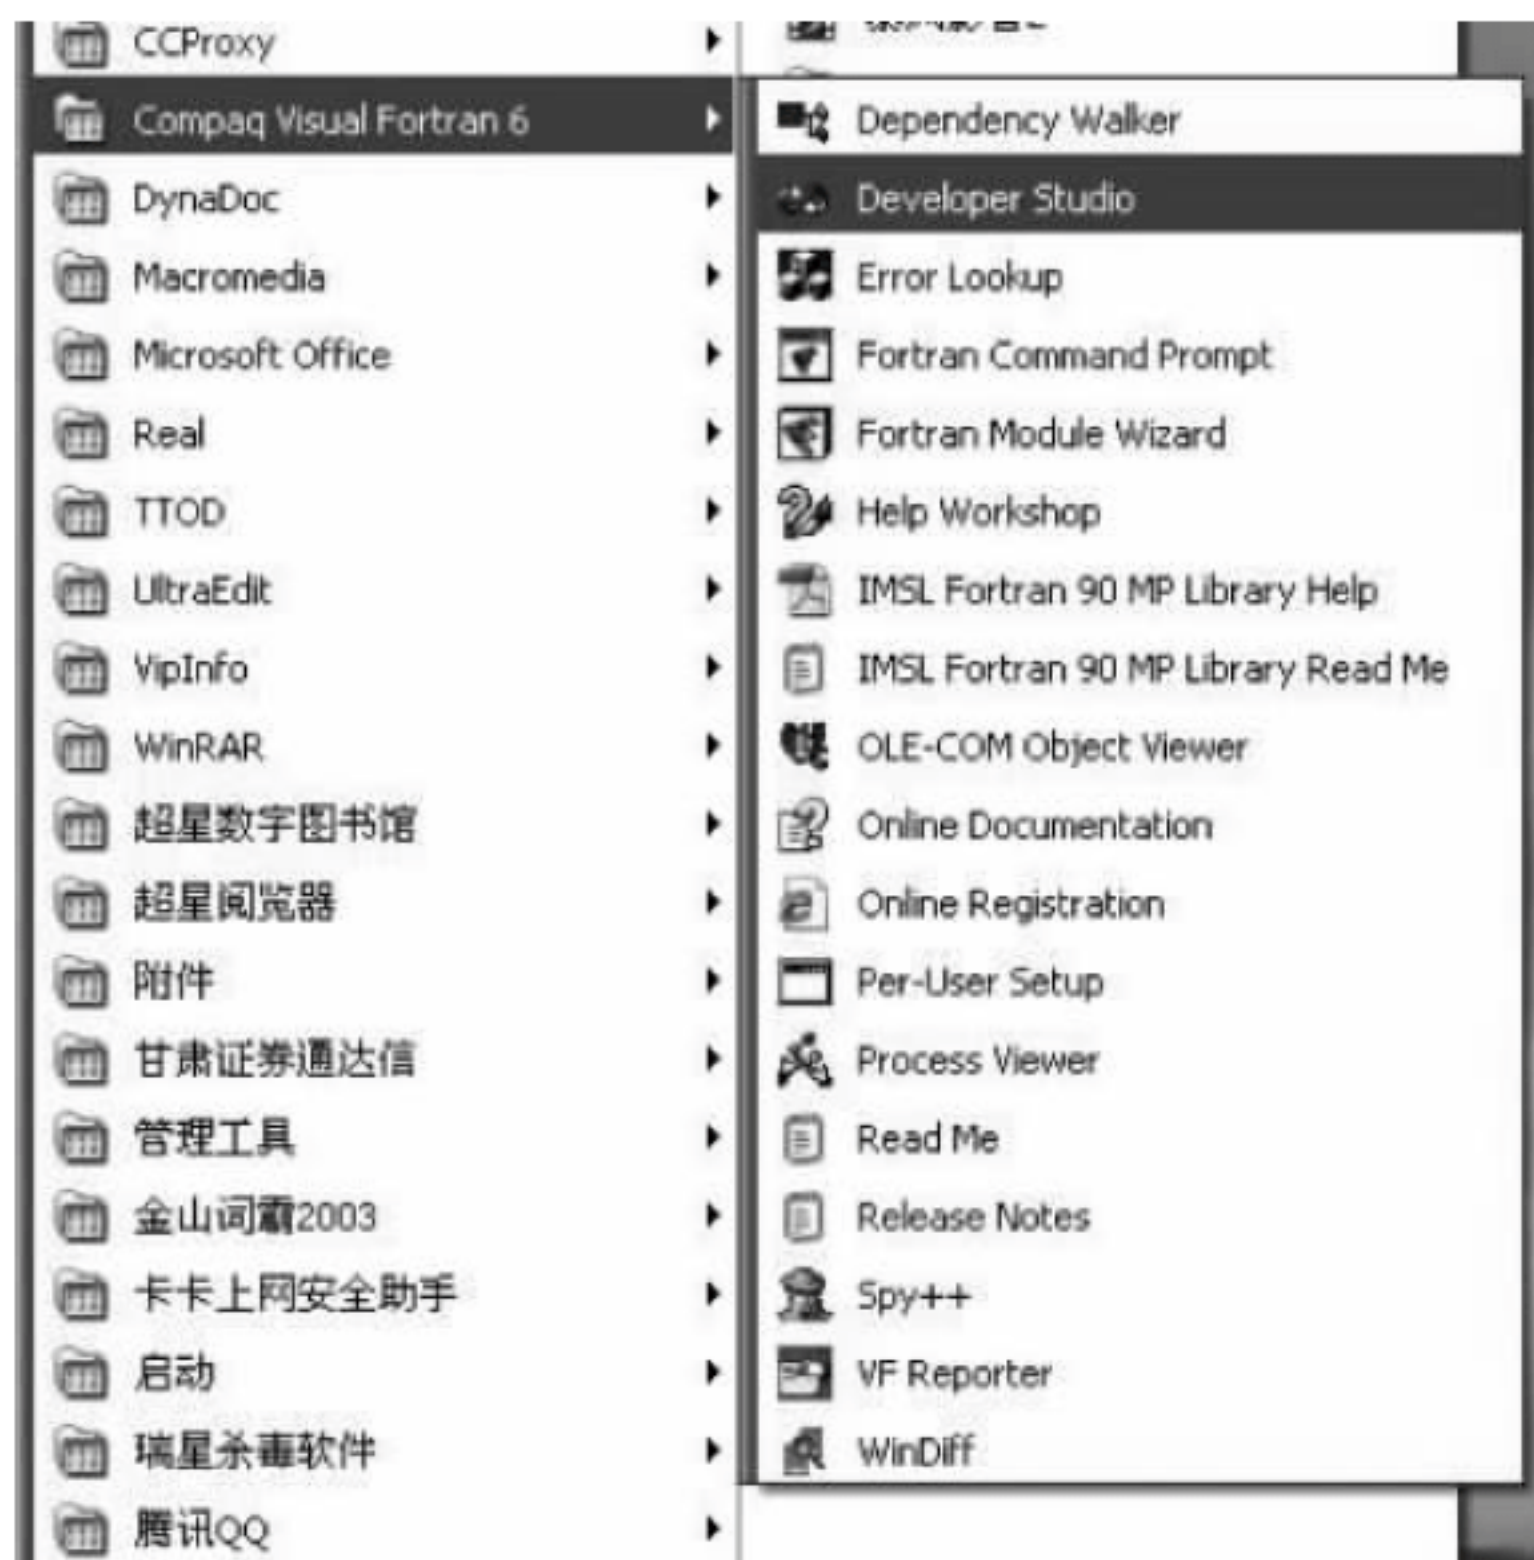 CCProxy
Compaq Visual Fortran 6
DynaDoc
Macromedia
Microsoft Office
Real
TTOD
UltraEdit
VipInfo
WinRAR
超星数字图书馆
超星阅览器
附件
甘肃证券通达信
管理工具
金山词霸2003
卡卡上网安全助手
启动
瑞星杀毒软件
腾讯QQ
Dependency Walker
Developer Studio
Error Lookup
Fortran Command Prompt
Fortran Module Wizard
Help Workshop
IMSL Fortran 90 MP Library Help
IMSL Fortran 90 MP Library Read Me
OLE-COM Object Viewer
Online Documentation
Online Registration
Per-User Setup
Process Viewer
Read Me
Release Notes
Spy++
VF Reporter
WinDiff